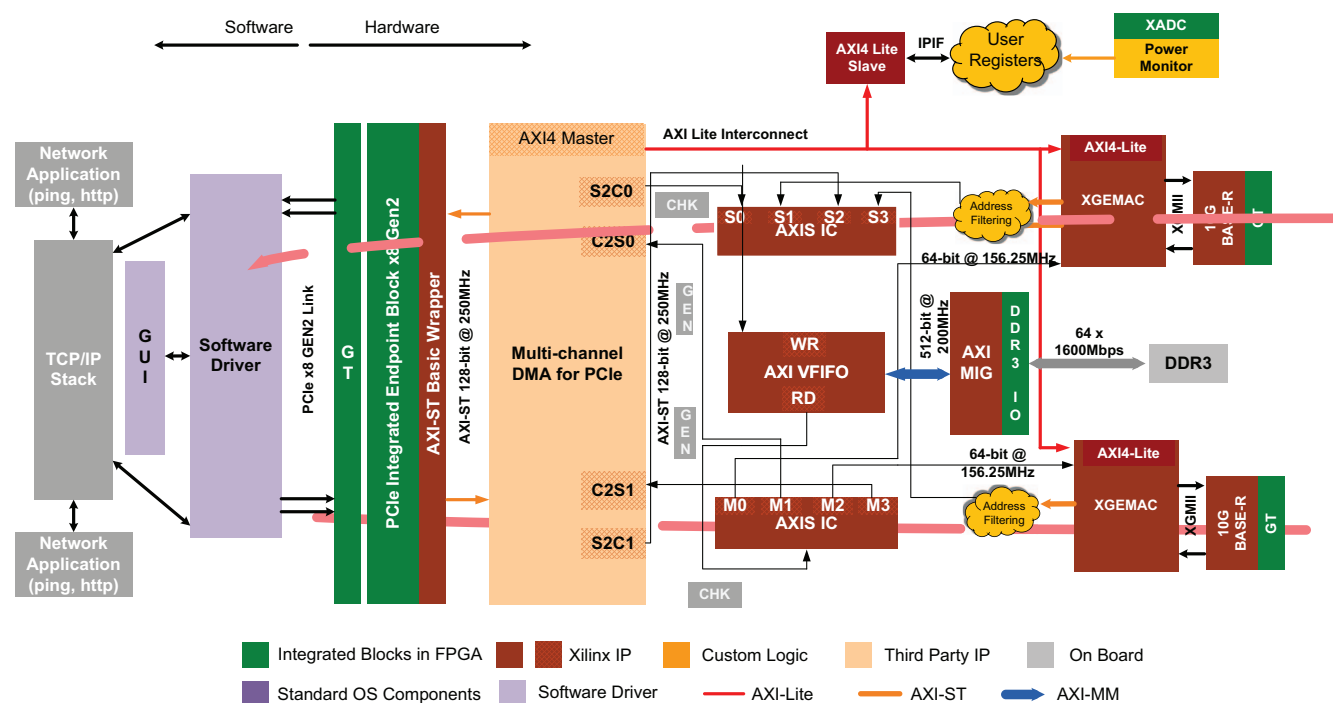 Software
Hardware
XADC
Power
Monitor
AXI4 Lite
Slave
IPIF
User
Registers
AXI Lite Interconnect
AXI4 Master
Network
Application
(ping, http)
TCP/IP
Stack
Network
Application
(ping, http)
GUI
Software
Driver
PCIe x8 GEN2 Link
GT
PCIe Integrated Endpoint Block x8 Gen2
AXI-ST Basic Wrapper
AXI-ST 128-bit @ 250MHz
S2C0
C2S0
Multi-channel
DMA for PCIe
C2S1
S2C1
AXI-ST 128-bit @ 250MHz
CHK
GEN
GEN
CHK
S0 S1 S2 S3
AXIS IC
WR
AXI VFIFO
RD
M0 M1 M2 M3
AXIS IC
Address
Filtering
64-bit @ 156.25MHz
512-bit @
200MHz
AXI
MIG
DDR3 IO
64 x
1600Mbps
DDR3
AXI4-Lite
XGEMAC
XGMII
10G
BASE-R
GT
64-bit @
156.25MHz
Address
Filtering
AXI4-Lite
XGEMAC
XGMII
10G
BASE-R
GT
Integrated Blocks in FPGA
Xilinx IP
Custom Logic
Third Party IP
On Board
Standard OS Components
Software Driver
AXI-Lite
AXI-ST
AXI-MM